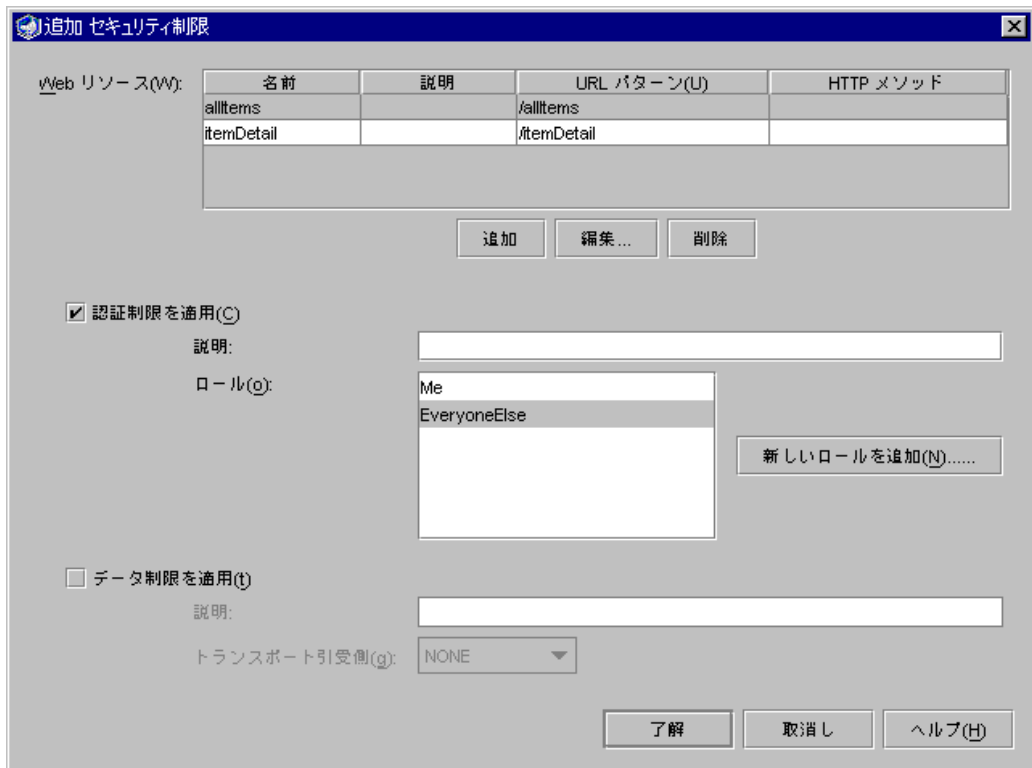 追加 セキュリティ制限
Web リソース(W): 名前 説明 URL パターン(U) HTTP メソッド
allItems /allItems
itemDetail /itemDetail
追加 編集... 削除
認証制限を適用(C)
説明:
ロール(o): Me
EveryoneElse
新しいロールを追加(N)......
データ制限を適用(t)
説明:
トランスポート引受側(g): NONE
了解 取消し ヘルプ(H)